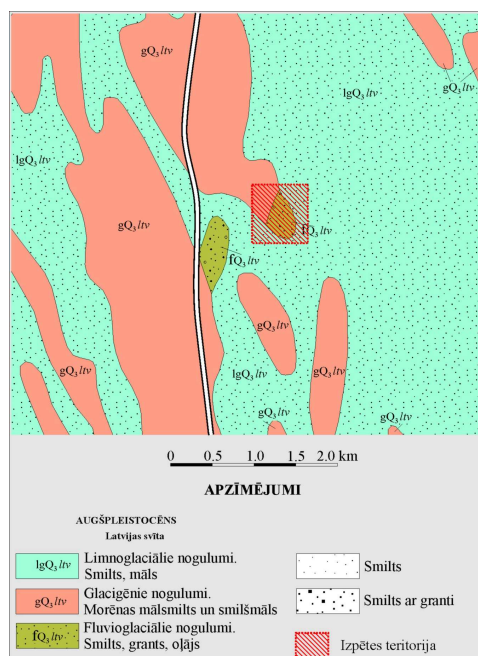 gQ₃ltv
gQ₃ltv
gQ₃ltv
lgQ₃ltv
lgQ₃ltv
lgQ₃ltv
gQ₃ltv
fQ₃ltv
fQ₃ltv
gQ₃ltv
gQ₃ltv
lgQ₃ltv
gQ₃ltv
gQ₃ltv
gQ₃ltv
0 0.5 1.0 1.5 2.0 km
APZĪMĒJUMI
AUGŠPLEISTOCĒNS
Latvijas svīta
lgQ₃ltv Limnoglaciālie nogulumi.
Smilts, māls
gQ₃ltv Glacigēnie nogulumi.
Morēnas mālsmilts un smilšmāls
fQ₃ltv Fluvioglaciālie nogulumi.
Smilts, grants, oļājs
Smilts
Smilts ar granti
Izpētes teritorija